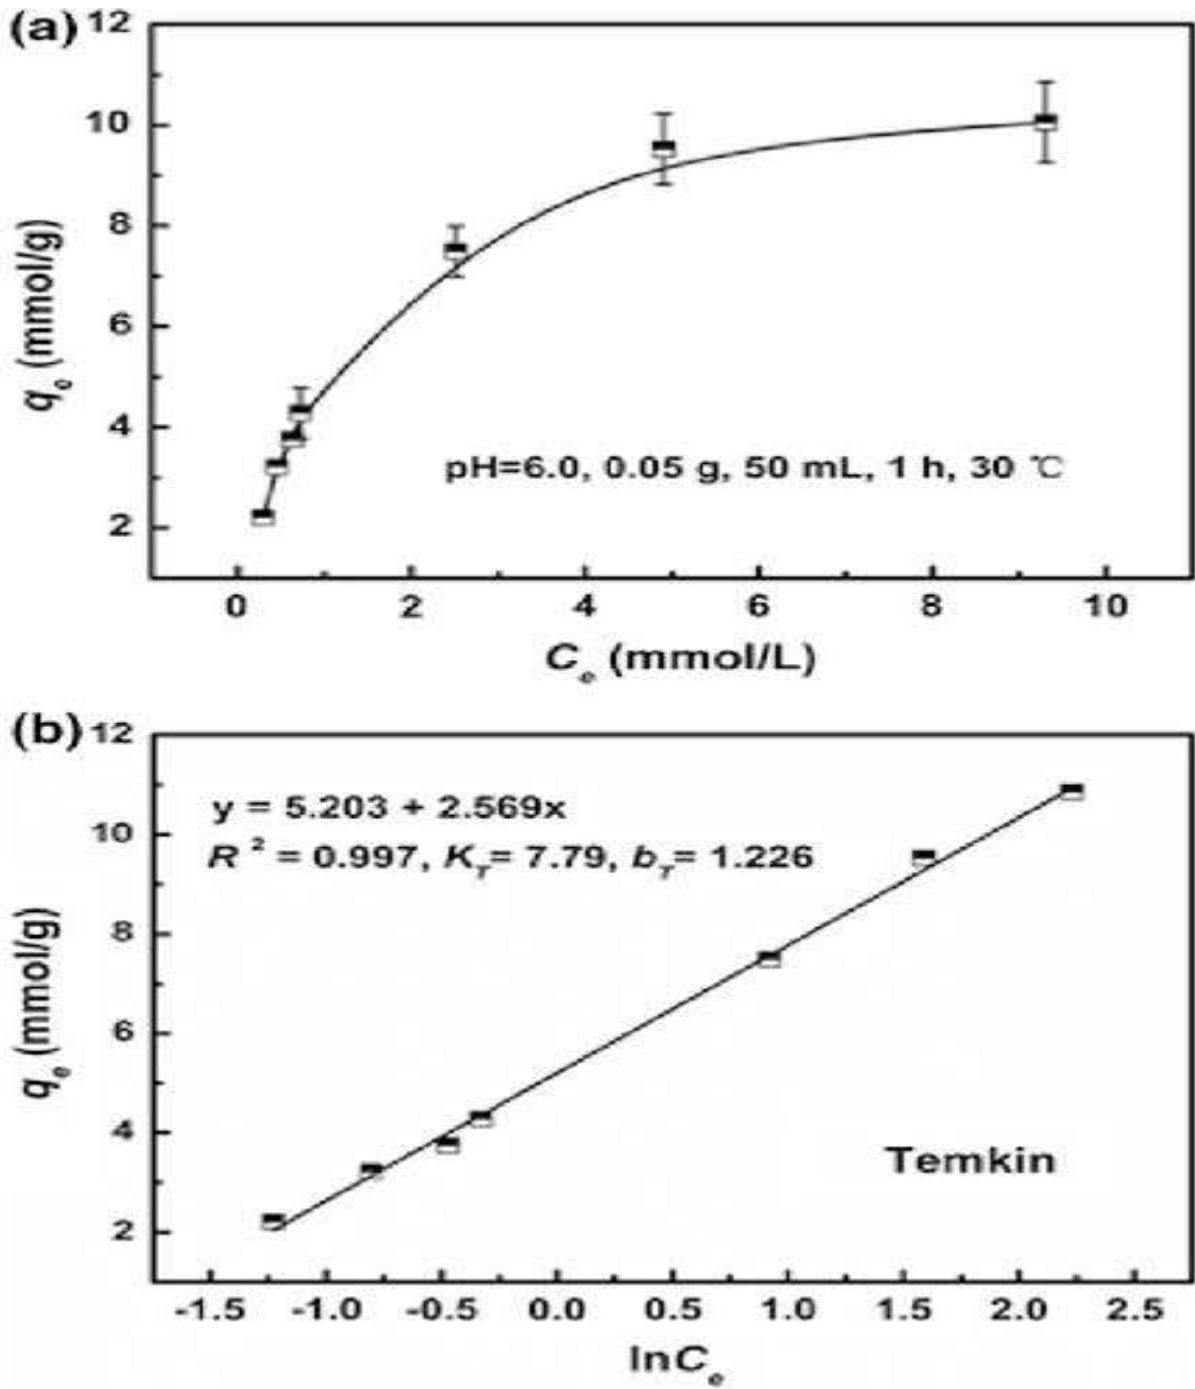 (a)
12
10
8
6
4
2
qe (mmol/g)
pH=6.0, 0.05 g, 50 mL, 1 h, 30 ℃
0 2 4 6 8 10
Ce (mmol/L)
(b)
12
10
8
6
4
2
qe (mmol/g)
y = 5.203 + 2.569x
R 2 = 0.997, KT= 7.79, bT= 1.226
Temkin
-1.5 -1.0 -0.5 0.0 0.5 1.0 1.5 2.0 2.5
lnCe